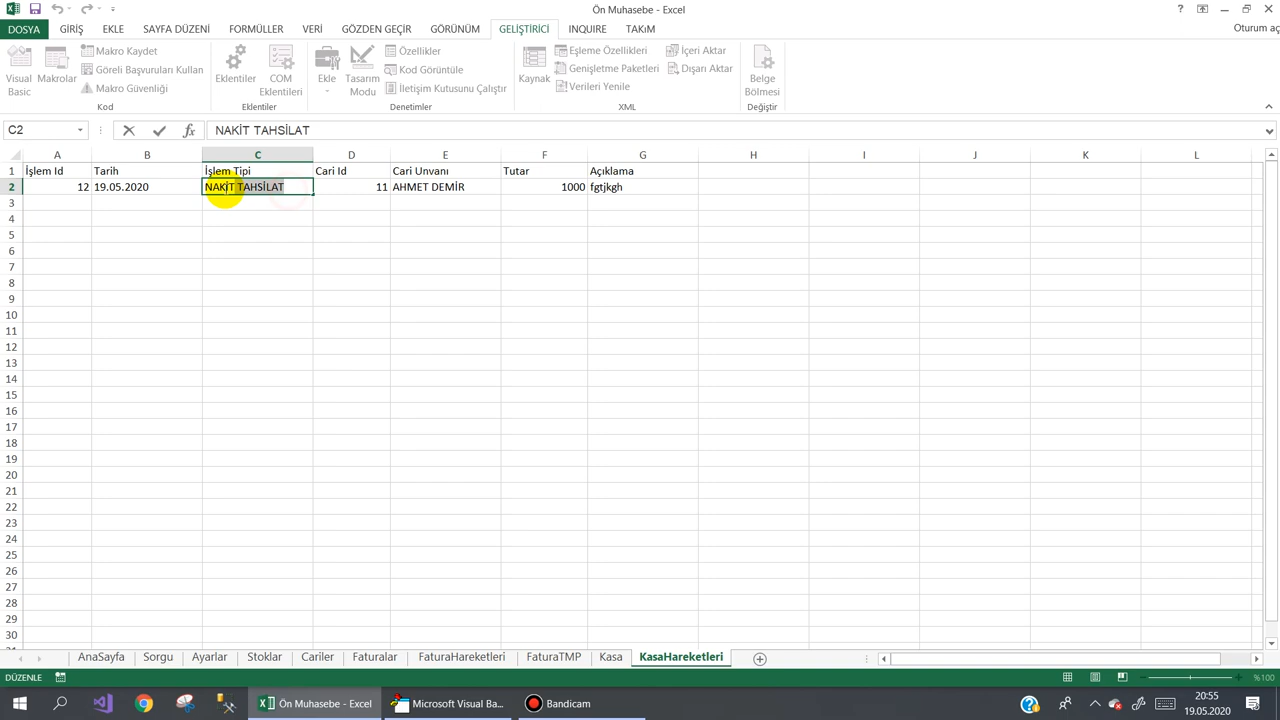 Ön Muhasebe - Excel
?
DOSYA GİRİŞ EKLE SAYFA DÜZENİ FORMÜLLER VERİ GÖZDEN GEÇİR GÖRÜNÜM GELİŞTİRİCİ INQUIRE TAKıM Oturum aç
Visual Basic
Makrolar
Makro Kaydet
Göreli Başvuruları Kullan
Makro Güvenliği
Kod
Eklentiler
COM Eklentileri
Eklentiler
Ekle
Tasarım Modu
Özellikler
Kod Görüntüle
İletişim Kutusunu Çalıştır
Denetimler
Kaynak
Eşleme Özellikleri
Genişletme Paketleri
Verileri Yenile
İçeri Aktar
Dışarı Aktar
XML
Belge Bölmesi
Değiştir
C2 fx NAKİT TAHSİLAT
A B C D E F G H I J K L
1 İşlem Id Tarih İşlem Tipi Cari Id Cari Unvanı Tutar Açıklama
2 12 19.05.2020 NAKİT TAHSİLAT 11 AHMET DEMİR 1000 fgtjkgh
3
4
5
6
7
8
9
10
11
12
13
14
15
16
17
18
19
20
21
22
23
24
25
26
27
28
29
30
AnaSayfa Sorgu Ayarlar Stoklar Cariler Faturalar FaturaHareketleri FaturaTMP Kasa KasaHareketleri
DÜZENLE %100
Ön Muhasebe - Excel Microsoft Visual Ba... Bandicam 20:55
19.05.2020